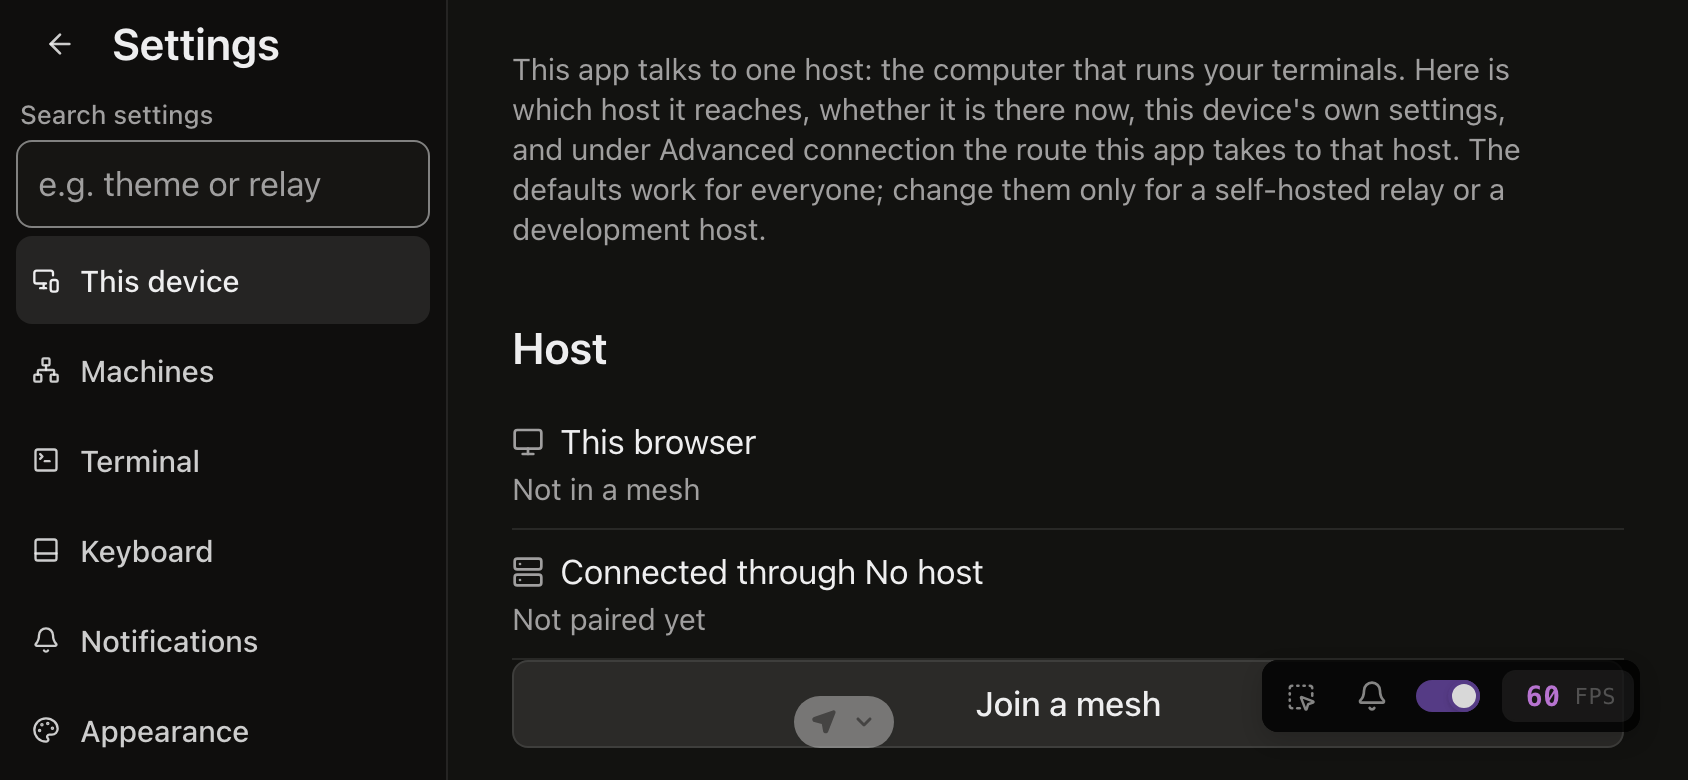 Settings
Search settings
e.g. theme or relay
This device
Machines
Terminal
Keyboard
Notifications
Appearance
This app talks to one host: the computer that runs your terminals. Here is
which host it reaches, whether it is there now, this device's own settings,
and under Advanced connection the route this app takes to that host. The
defaults work for everyone; change them only for a self-hosted relay or a
development host.
Host
This browser
Not in a mesh
Connected through No host
Not paired yet
Join a mesh
60 FPS